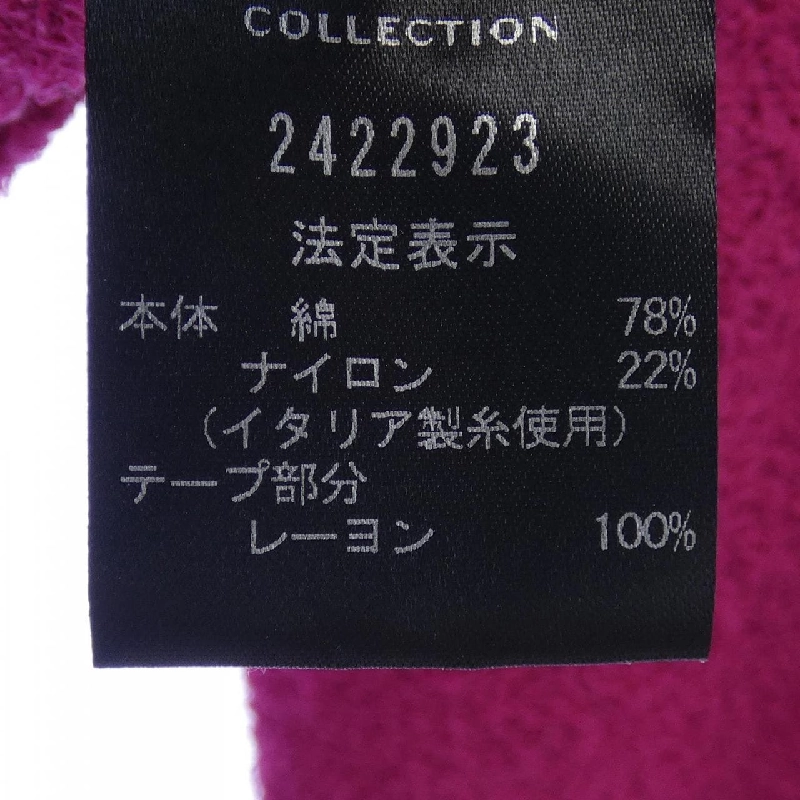 COLLECTION
2422923
法定表示
本体 綿 78%
ナイロン 22%
(イタリア製糸使用)
テープ部分
レーヨン 100%